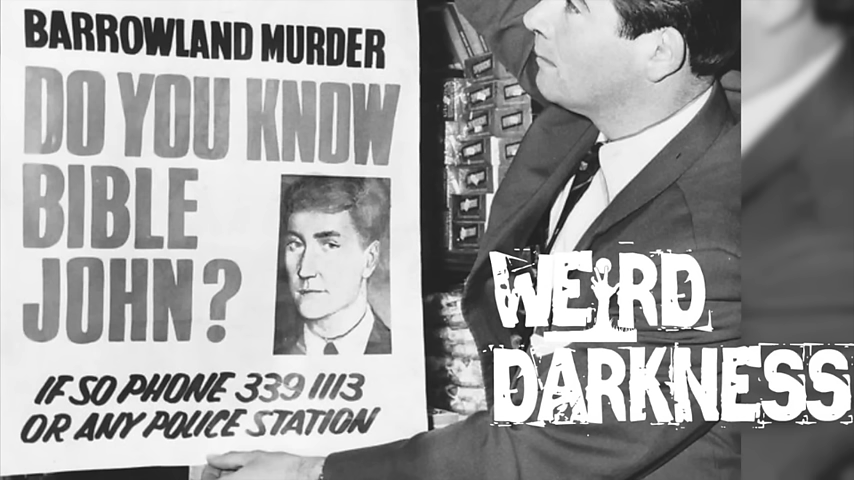 BARROWLAND MURDER
DO YOU KNOW
BIBLE
JOHN?
IF SO PHONE 339 1113
OR ANY POLICE STATION
WEIRD
DARKNESS